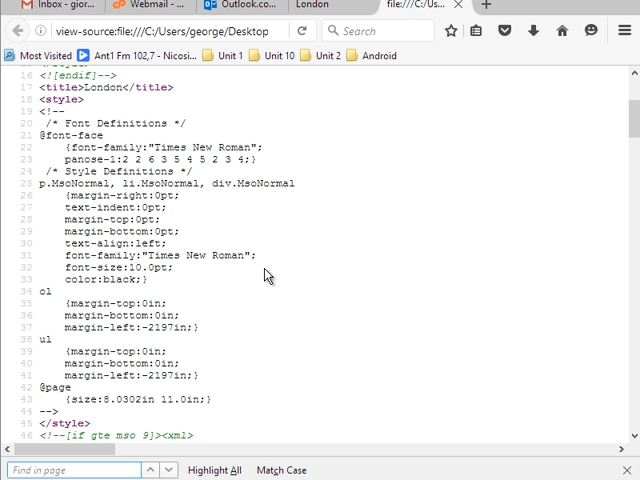 Inbox - gior...
Webmail - ...
Outlook.co...
London
file:///C:/Us...
view-source:file:///C:/Users/george/Desktop
Search
Most Visited
Ant1 Fm 102,7 - Nicosi...
Unit 1
Unit 10
Unit 2
Android
16 <![endif]-->
17 <title>London</title>
18 <style>
19 <!--
20 /* Font Definitions */
21 @font-face
22 {font-family:"Times New Roman";
23 panose-1:2 2 6 3 5 4 5 2 3 4;}
24 /* Style Definitions */
25 p.MsoNormal, li.MsoNormal, div.MsoNormal
26 {margin-right:0pt;
27 text-indent:0pt;
28 margin-top:0pt;
29 margin-bottom:0pt;
30 text-align:left;
31 font-family:"Times New Roman";
32 font-size:10.0pt;
33 color:black;}
34 ol
35 {margin-top:0in;
36 margin-bottom:0in;
37 margin-left:-2197in;}
38 ul
39 {margin-top:0in;
40 margin-bottom:0in;
41 margin-left:-2197in;}
42 @page
43 {size:8.0302in 11.0in;}
44 -->
45 </style>
46 <!--[if gte mso 9]><xml>
Find in page
Highlight All
Match Case